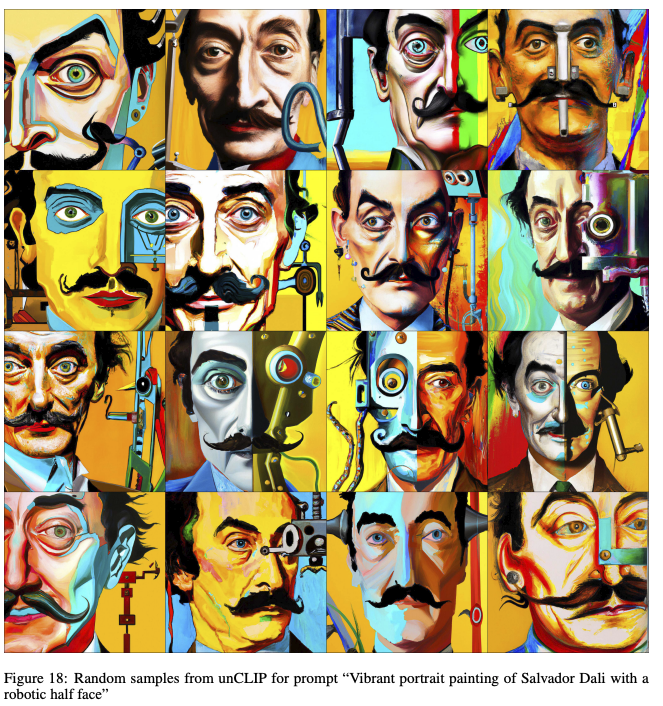 Figure 18: Random samples from unCLIP for prompt “Vibrant portrait painting of Salvador Dali with a
robotic half face”